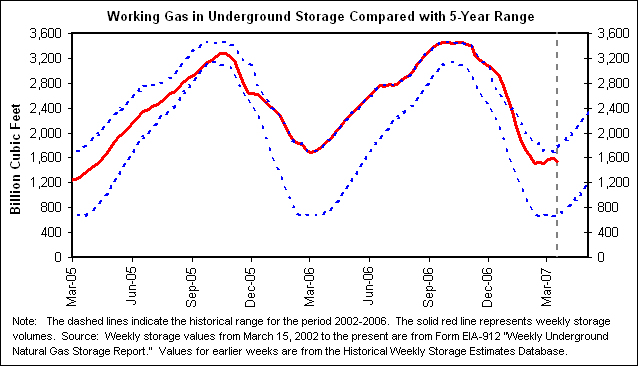 Working Gas in Underground Storage Compared with 5-Year Range
Billion Cubic Feet
3,600
3,200
2,800
2,400
2,000
1,600
1,200
800
400
0
3,600
3,200
2,800
2,400
2,000
1,600
1,200
800
400
0
Mar-05
Jun-05
Sep-05
Dec-05
Mar-06
Jun-06
Sep-06
Dec-06
Mar-07
Note: The dashed lines indicate the historical range for the period 2002-2006. The solid red line represents weekly storage
volumes. Source: Weekly storage values from March 15, 2002 to the present are from Form EIA-912 "Weekly Underground
Natural Gas Storage Report." Values for earlier weeks are from the Historical Weekly Storage Estimates Database.